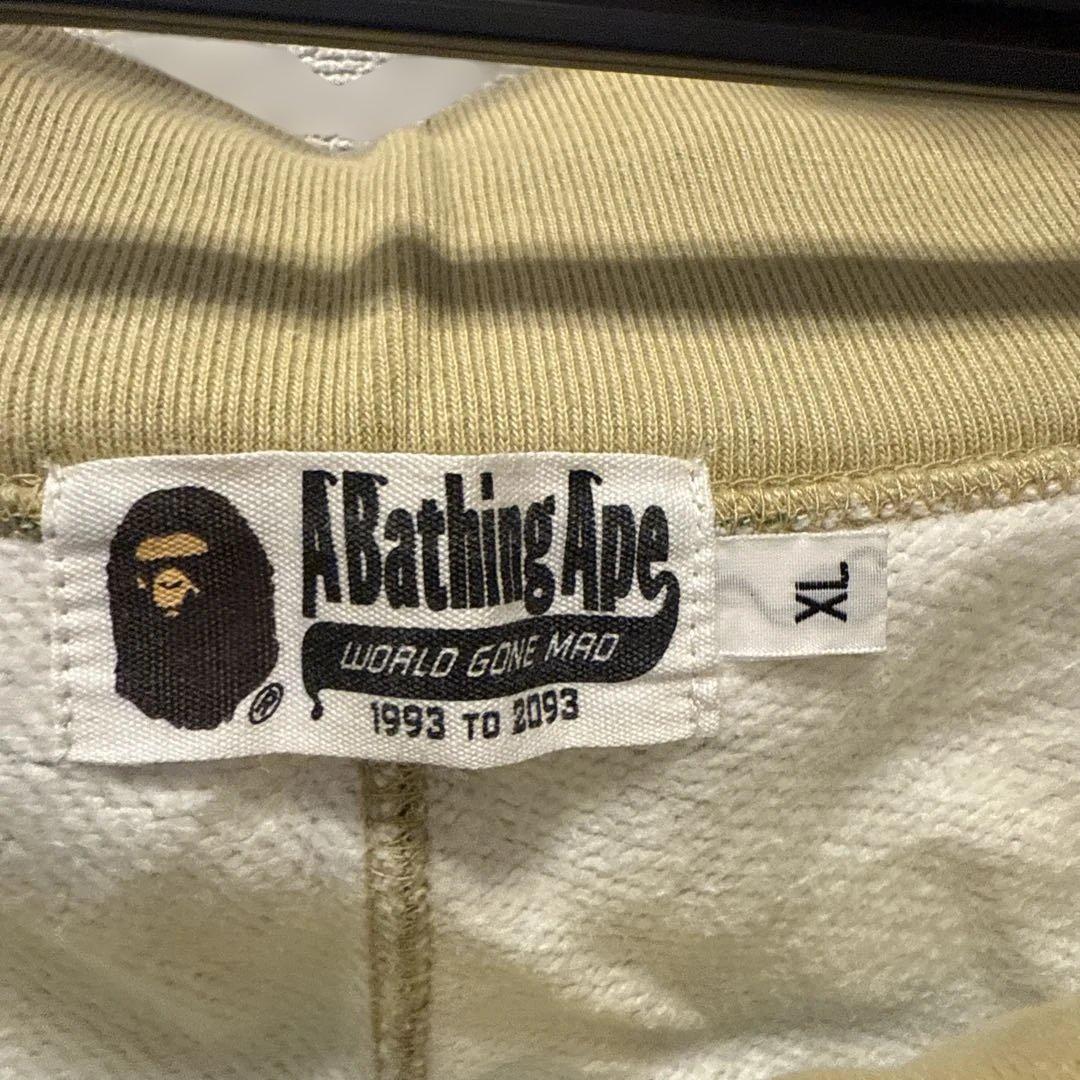 A Bathing Ape
WORLD GONE MAD
1993 TO 2093
®
XL